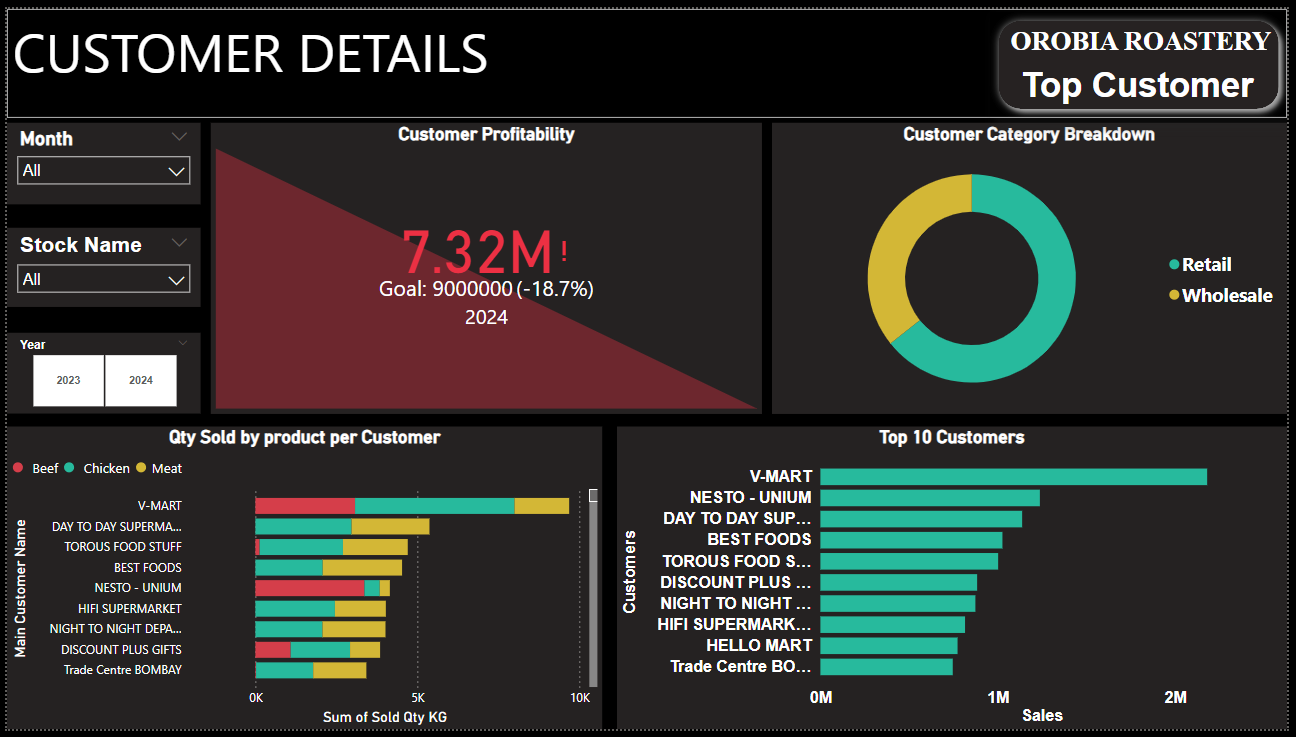 CUSTOMER DETAILS
OROBIA ROASTERY
Top Customer
Month
All
Stock Name
All
Year
2023
2024
Customer Profitability
7.32M!
Goal: 9000000 (-18.7%)
2024
Customer Category Breakdown
Retail
Wholesale
Qty Sold by product per Customer
Beef Chicken Meat
Main Customer Name
V-MART
DAY TO DAY SUPERMA...
TOROUS FOOD STUFF
BEST FOODS
NESTO - UNIUM
HIFI SUPERMARKET
NIGHT TO NIGHT DEPA...
DISCOUNT PLUS GIFTS
Trade Centre BOMBAY
0K 5K 10K
Sum of Sold Qty KG
Top 10 Customers
Customers
V-MART
NESTO - UNIUM
DAY TO DAY SUP...
BEST FOODS
TOROUS FOOD S...
DISCOUNT PLUS ...
NIGHT TO NIGHT ...
HIFI SUPERMARK...
HELLO MART
Trade Centre BO...
0M 1M 2M
Sales